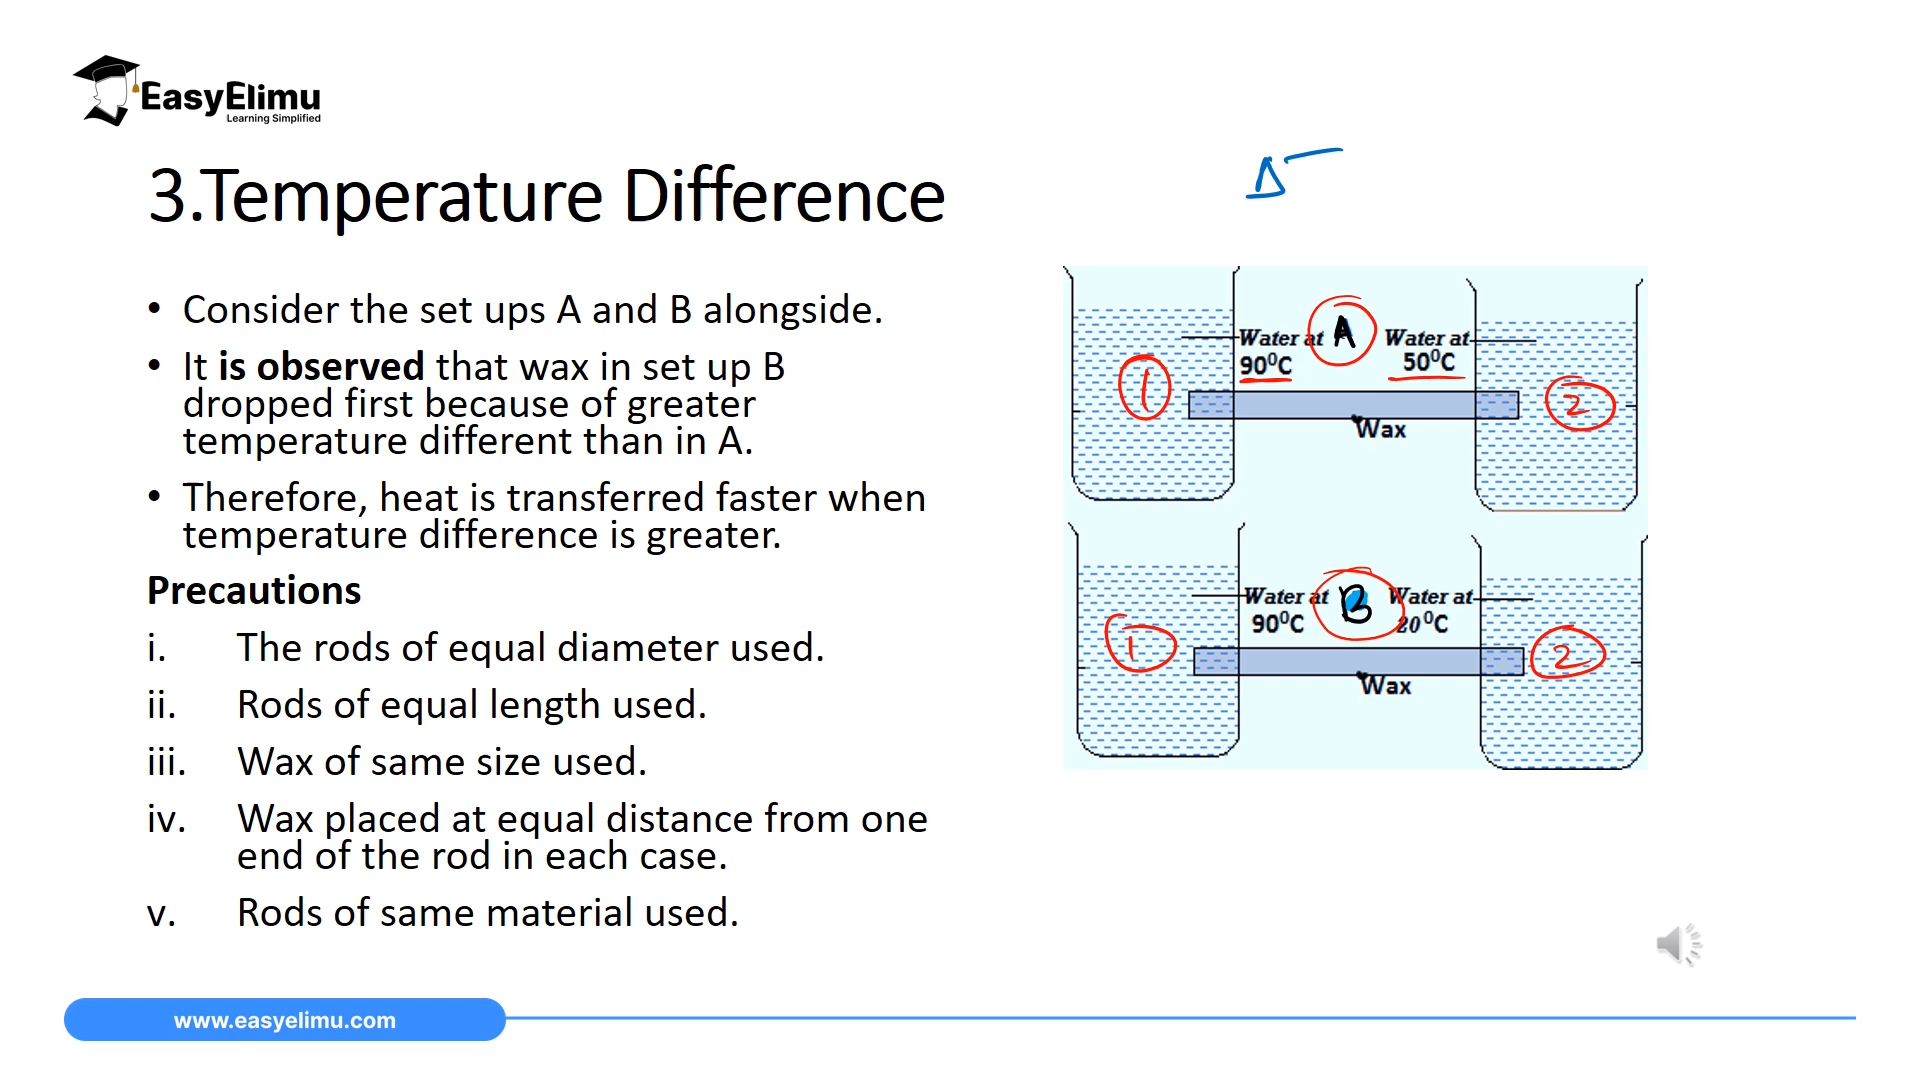 EasyElimu
Learning Simplified
3.Temperature Difference
• Consider the set ups A and B alongside.
• It is observed that wax in set up B
dropped first because of greater
temperature different than in A.
• Therefore, heat is transferred faster when
temperature difference is greater.
Precautions
i. The rods of equal diameter used.
ii. Rods of equal length used.
iii. Wax of same size used.
iv. Wax placed at equal distance from one
end of the rod in each case.
v. Rods of same material used.
Δ
Water at
90⁰C
A
Water at
50⁰C
1
2
Wax
Water at
90⁰C
B
Water at
20⁰C
1
2
Wax
www.easyelimu.com